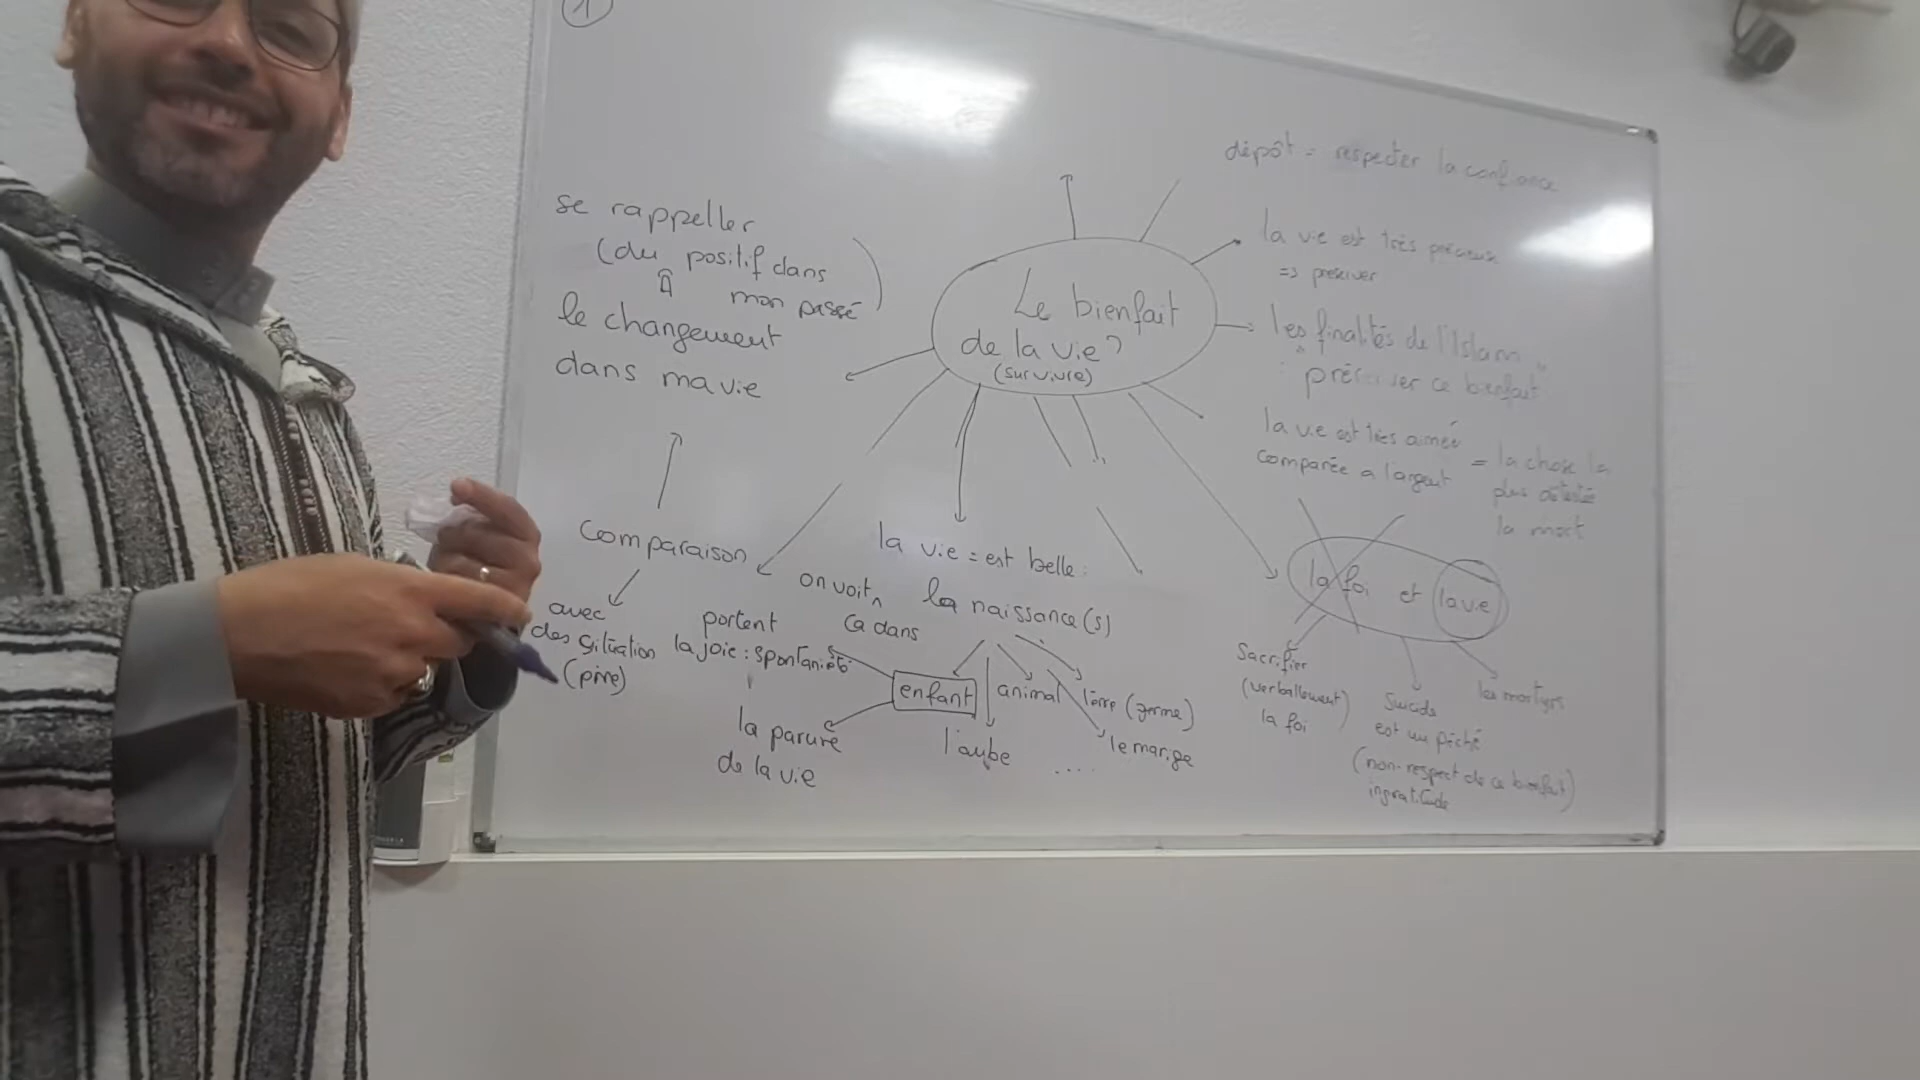 1
Le bienfait
de la vie ?
(survivre)
dépôt = respecter la confiance
la vie est très précieuse
=> préserver
les finalités de l'Islam
: "préserver ce bienfait"
la vie est très aimée
comparée a l'argent
= la chose la
plus détestée
la mort
la foi et la vie
Sacrifier
(verballement)
la foi
Suicide
est un péché
(non-respect de ce bienfait)
ingratitude
les martyrs
la vie = est belle :
on voit
ça dans
la naissance(s)
enfant
animal
terre (germe)
le marige
l'aube
....
portent
la joie : spontaniété
la parure
de la vie
se rappeller
(du positif dans
mon passé)
le changement
dans ma vie
Comparaison
avec
des situation
(pire)